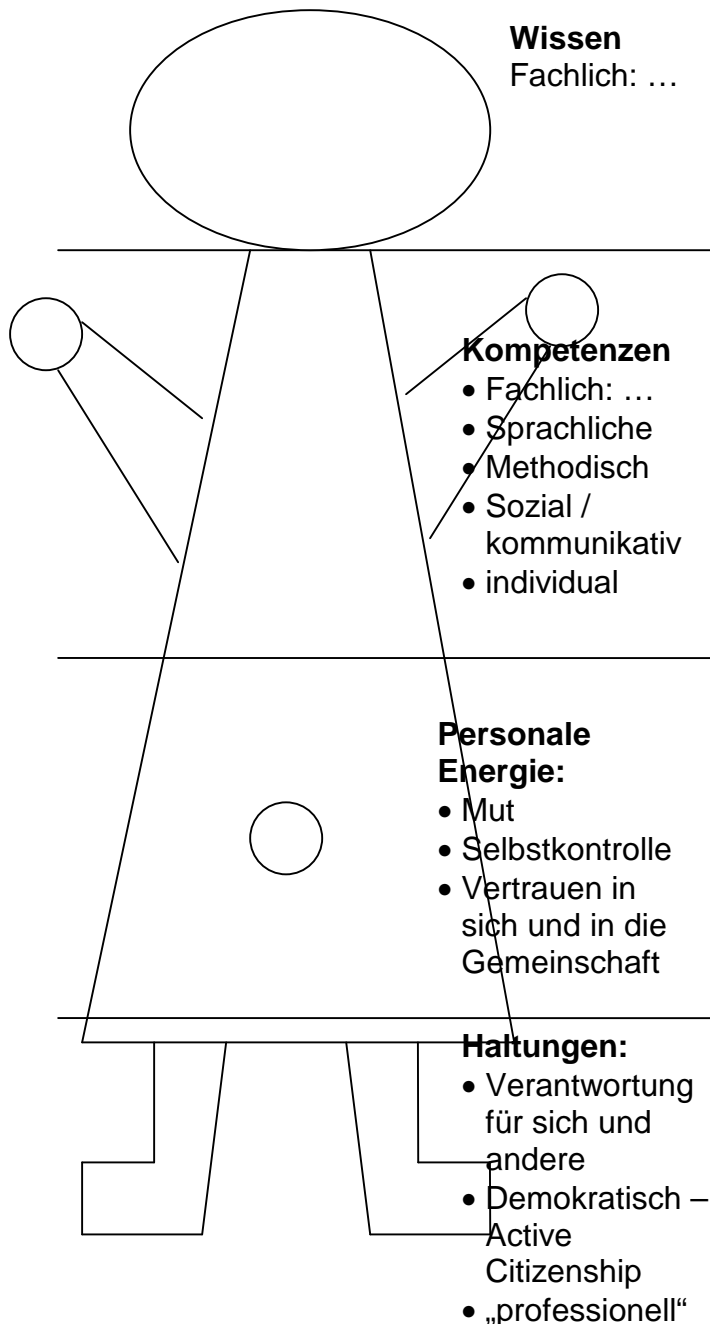 Wissen
Fachlich: …
Kompetenzen
• Fachlich: …
• Sprachliche
• Methodisch
• Sozial /
kommunikativ
• individual
Personale
Energie:
• Mut
• Selbstkontrolle
• Vertrauen in
sich und in die
Gemeinschaft
Haltungen:
• Verantwortung
für sich und
andere
• Demokratisch –
Active
Citizenship
• „professionell“